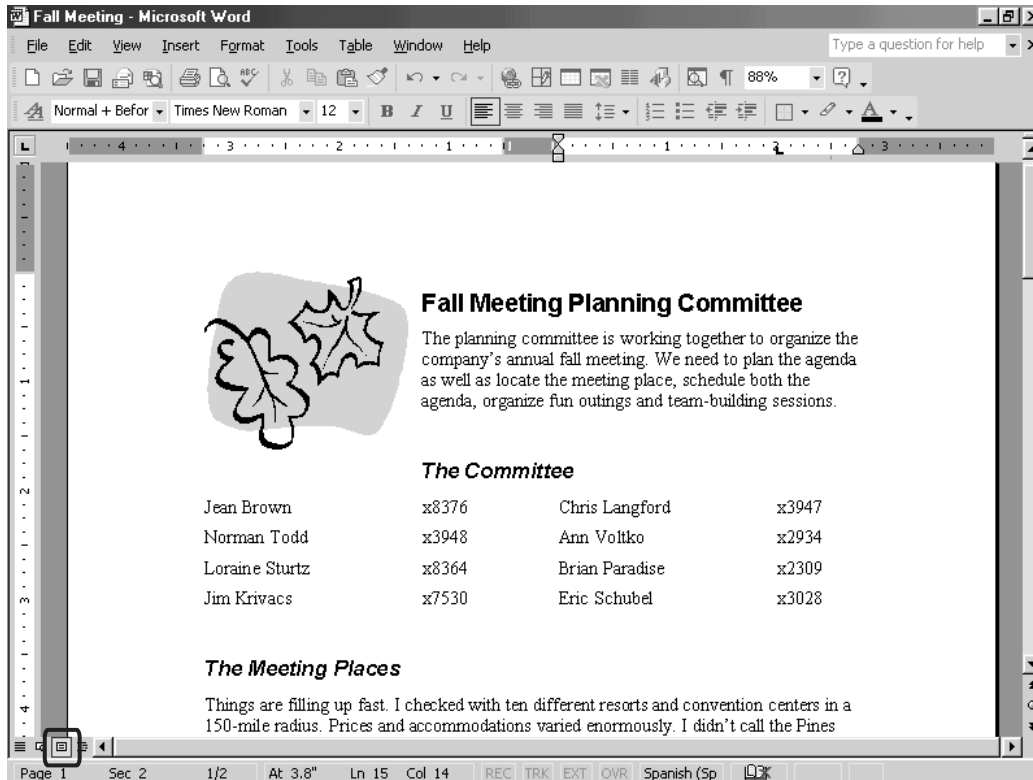 Fall Meeting - Microsoft Word
File Edit View Insert Format Tools Table Window Help Type a question for help
88%
Normal + Befor Times New Roman 12 B I U
4 3 2 1 1 2 3
Fall Meeting Planning Committee
The planning committee is working together to organize the
company’s annual fall meeting. We need to plan the agenda
as well as locate the meeting place, schedule both the
agenda, organize fun outings and team-building sessions.
The Committee
Jean Brown x8376 Chris Langford x3947
Norman Todd x3948 Ann Voltko x2934
Loraine Sturtz x8364 Brian Paradise x2309
Jim Krivacs x7530 Eric Schubel x3028
The Meeting Places
Things are filling up fast. I checked with ten different resorts and convention centers in a
150-mile radius. Prices and accommodations varied enormously. I didn’t call the Pines
Page 1 Sec 2 1/2 At 3.8" Ln 15 Col 14 REC TRK EXT OVR Spanish (Sp